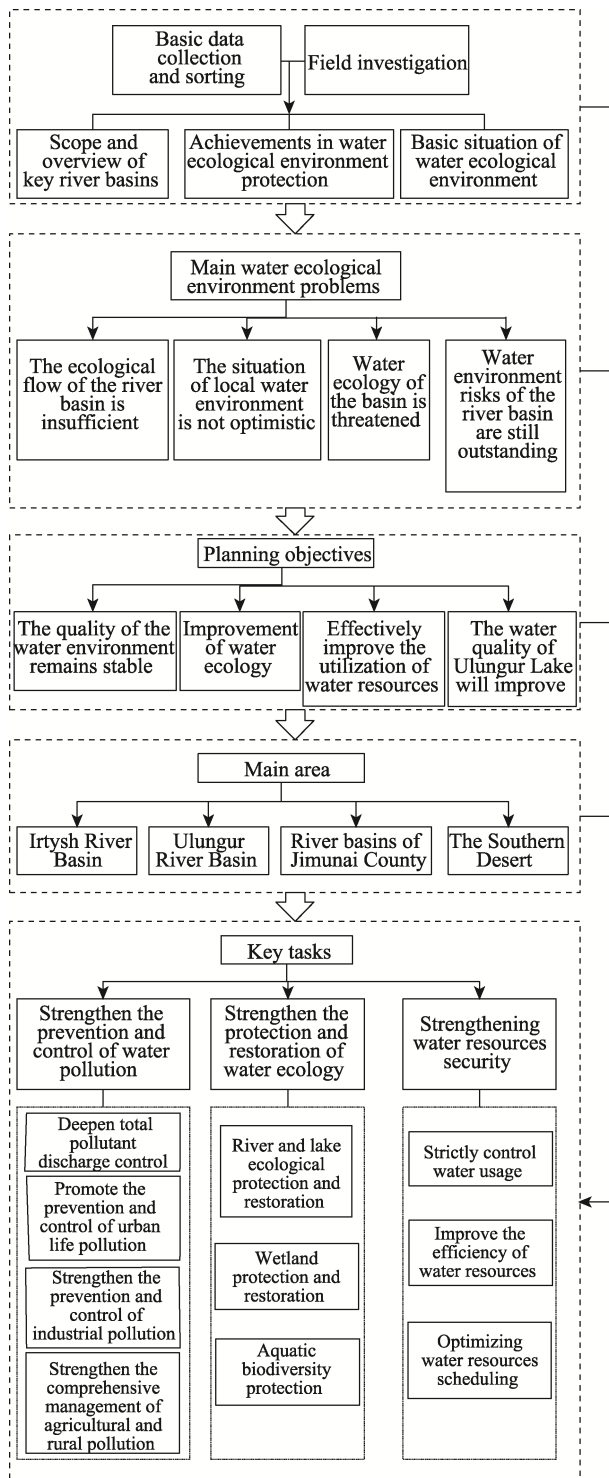 Basic data
collection
and sorting
Field investigation
Scope and
overview of
key river basins
Achievements in water
ecological environment
protection
Basic situation of
water ecological
environment
Main water ecological
environment problems
The ecological
flow of the river
basin is
insufficient
The situation
of local water
environment
is not optimistic
Water
ecology of
the basin is
threatened
Water
environment
risks of the
river basin
are still
outstanding
Planning objectives
The quality of the
water environment
remains stable
Improvement
of water
ecology
Effectively
improve the
utilization of
water resources
The water
quality of
Ulungur Lake
will improve
Main area
Irtysh River
Basin
Ulungur
River Basin
River basins of
Jimunai County
The Southern
Desert
Key tasks
Strengthen the
prevention and
control of water
pollution
Strengthen the
protection and
restoration of
water ecology
Strengthening
water resources
security
Deepen total
pollutant
discharge control
Promote the
prevention and
control of urban
life pollution
Strengthen the
prevention and
control of
industrial pollution
Strengthen the
comprehensive
management of
agricultural and
rural pollution
River and lake
ecological
protection and
restoration
Wetland
protection and
restoration
Aquatic
biodiversity
protection
Strictly control
water usage
Improve the
efficiency of
water resources
Optimizing
water resources
scheduling